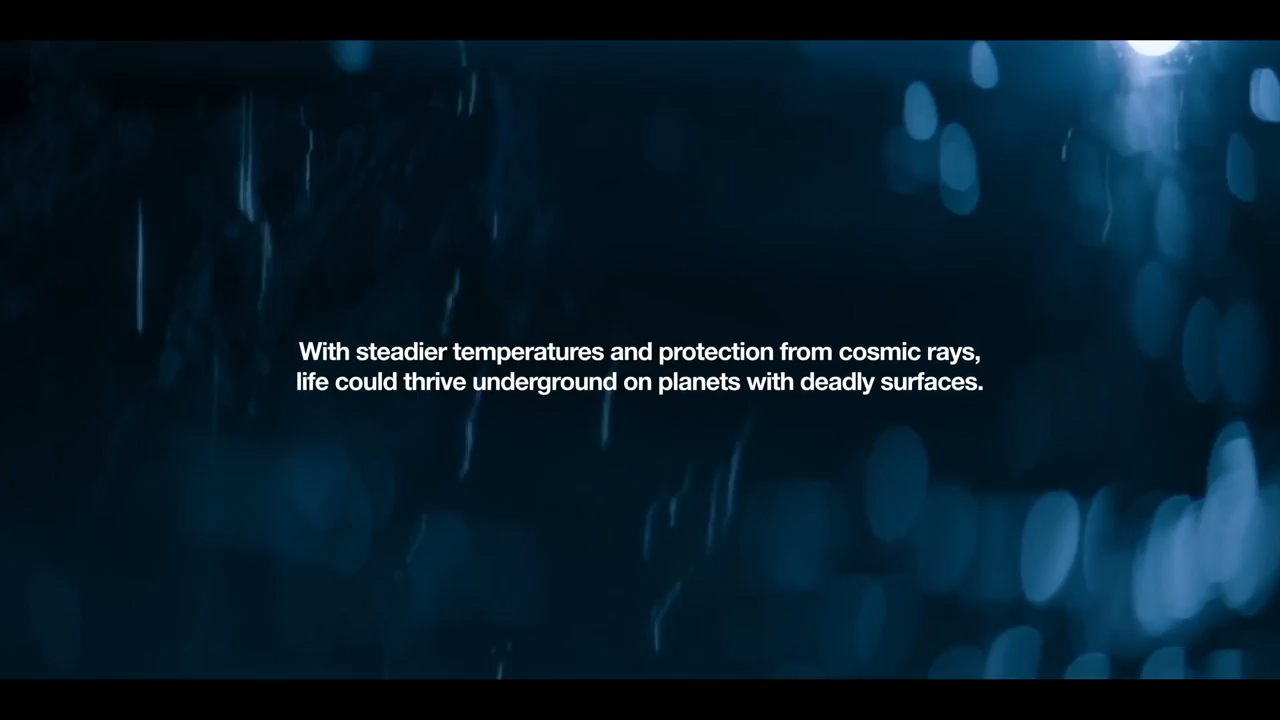 With steadier temperatures and protection from cosmic rays,
life could thrive underground on planets with deadly surfaces.